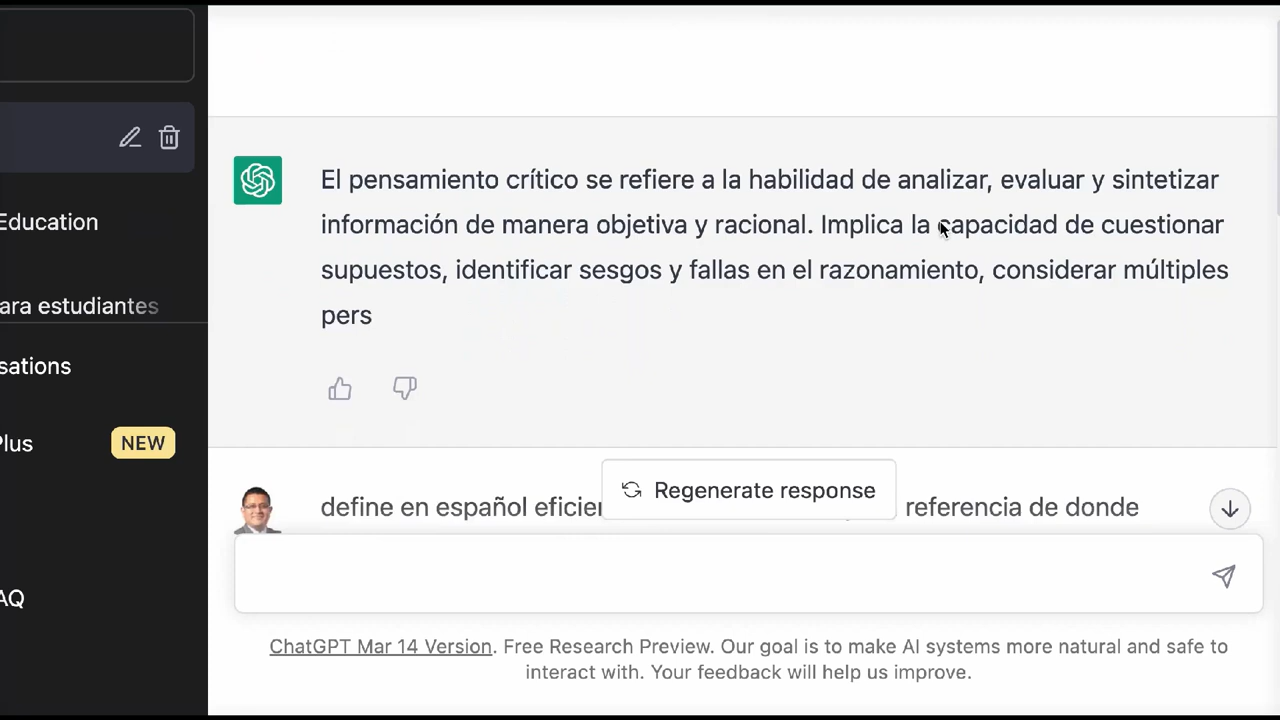 Education
ara estudiantes
sations
Plus
NEW
AQ
El pensamiento crítico se refiere a la habilidad de analizar, evaluar y sintetizar
información de manera objetiva y racional. Implica la capacidad de cuestionar
supuestos, identificar sesgos y fallas en el razonamiento, considerar múltiples
pers
define en español eficien
referencia de donde
Regenerate response
ChatGPT Mar 14 Version. Free Research Preview. Our goal is to make AI systems more natural and safe to
interact with. Your feedback will help us improve.